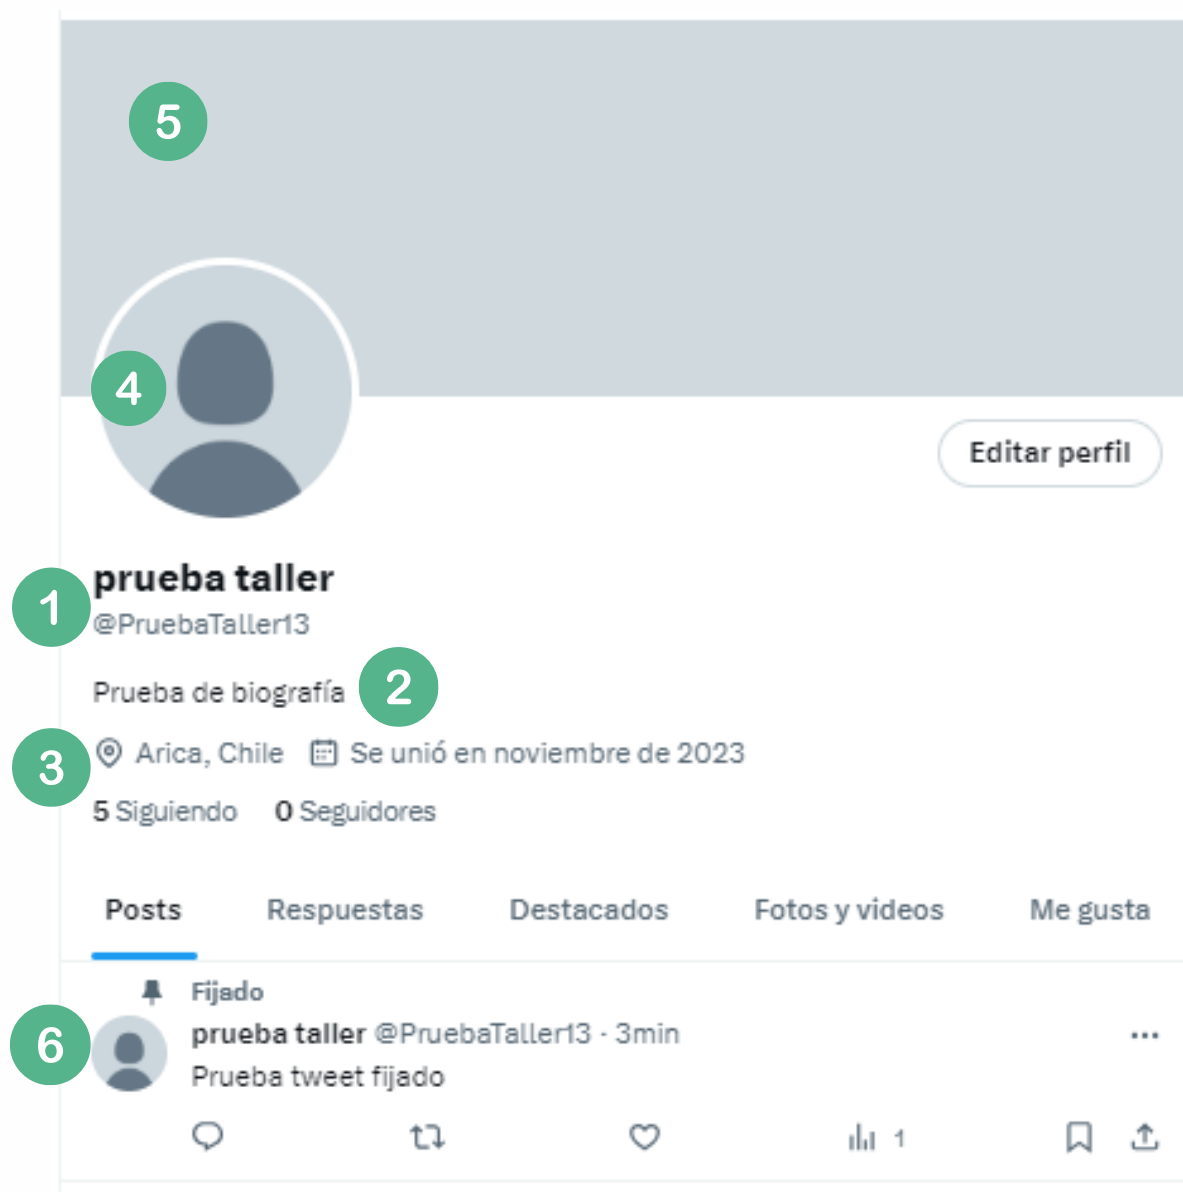 5
4
Editar perfil
1
prueba taller
@PruebaTaller13
Prueba de biografía
2
3
Arica, Chile Se unió en noviembre de 2023
5 Siguiendo 0 Seguidores
Posts Respuestas Destacados Fotos y videos Me gusta
Fijado
6
prueba taller @PruebaTaller13 · 3min
Prueba tweet fijado
1